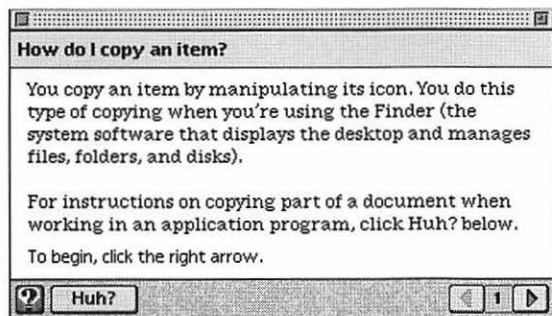 How do I copy an item?
You copy an item by manipulating its icon. You do this
type of copying when you're using the Finder (the
system software that displays the desktop and manages
files, folders, and disks).
For instructions on copying part of a document when
working in an application program, click Huh? below.
To begin, click the right arrow.
? Huh? 1